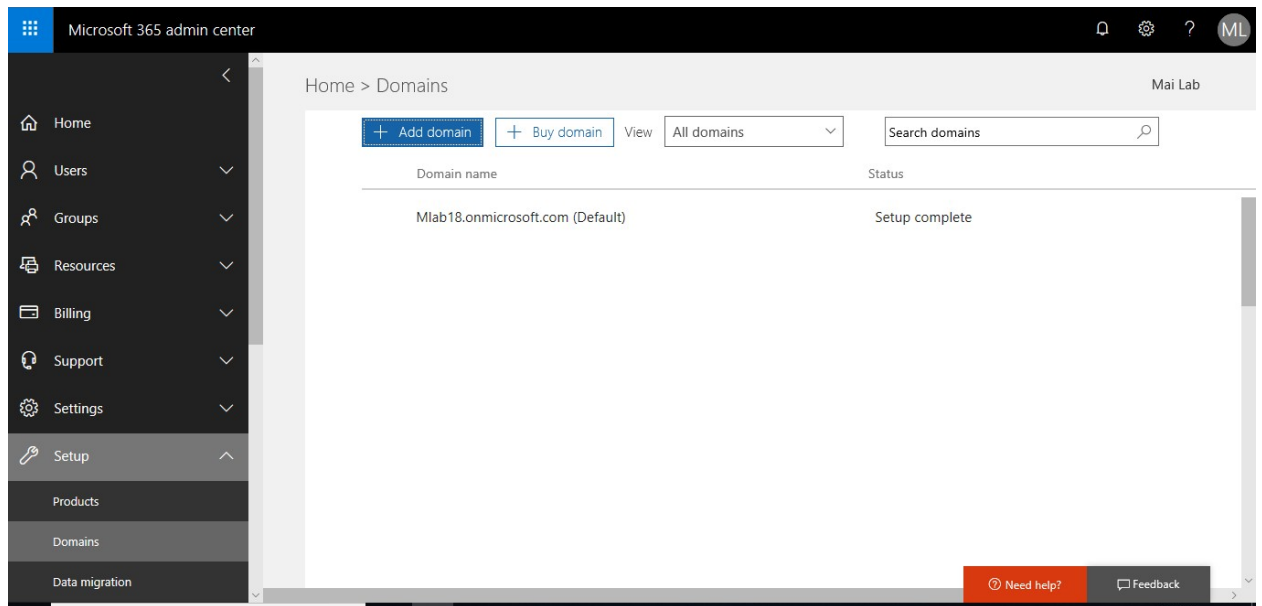 Microsoft 365 admin center
?
ML
Home > Domains
Mai Lab
Home
Users
Groups
Resources
Billing
Support
Settings
Setup
Products
Domains
Data migration
+ Add domain
+ Buy domain
View
All domains
Search domains
Domain name
Status
Mlab18.onmicrosoft.com (Default)
Setup complete
? Need help?
Feedback